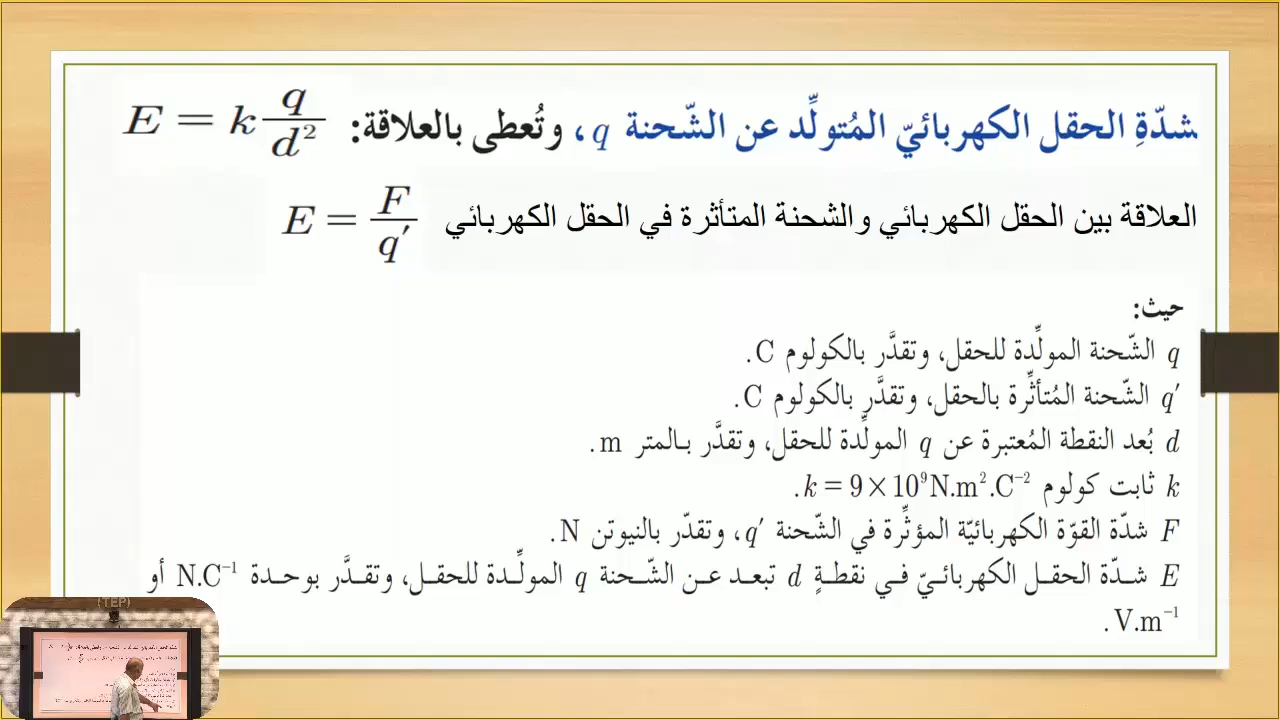 شدّةِ الحقل الكهربائيّ المُتولِّد عن الشّحنة q، وتُعطى بالعلاقة: E = k q/d²
العلاقة بين الحقل الكهربائي والشحنة المتأثرة في الحقل الكهربائي E = F/q′
حيث:
q الشّحنة المولِّدة للحقل، وتقدَّر بالكولوم C.
q′ الشّحنة المُتأثِّرة بالحقل، وتقدَّر بالكولوم C.
d بُعد النقطة المُعتبرة عن q المولِّدة للحقل، وتقدَّر بالمتر m.
k ثابت كولوم k = 9×10⁹N.m².C⁻².
F شدّة القوّة الكهربائيّة المؤثِّرة في الشّحنة q′، وتقدّر بالنيوتن N.
E شدّة الحقل الكهربائيّ في نقطةٍ d تبعد عن الشّحنة q المولِّدة للحقل، وتقدَّر بوحدة N.C⁻¹ أو
V.m⁻¹.
{TEP}